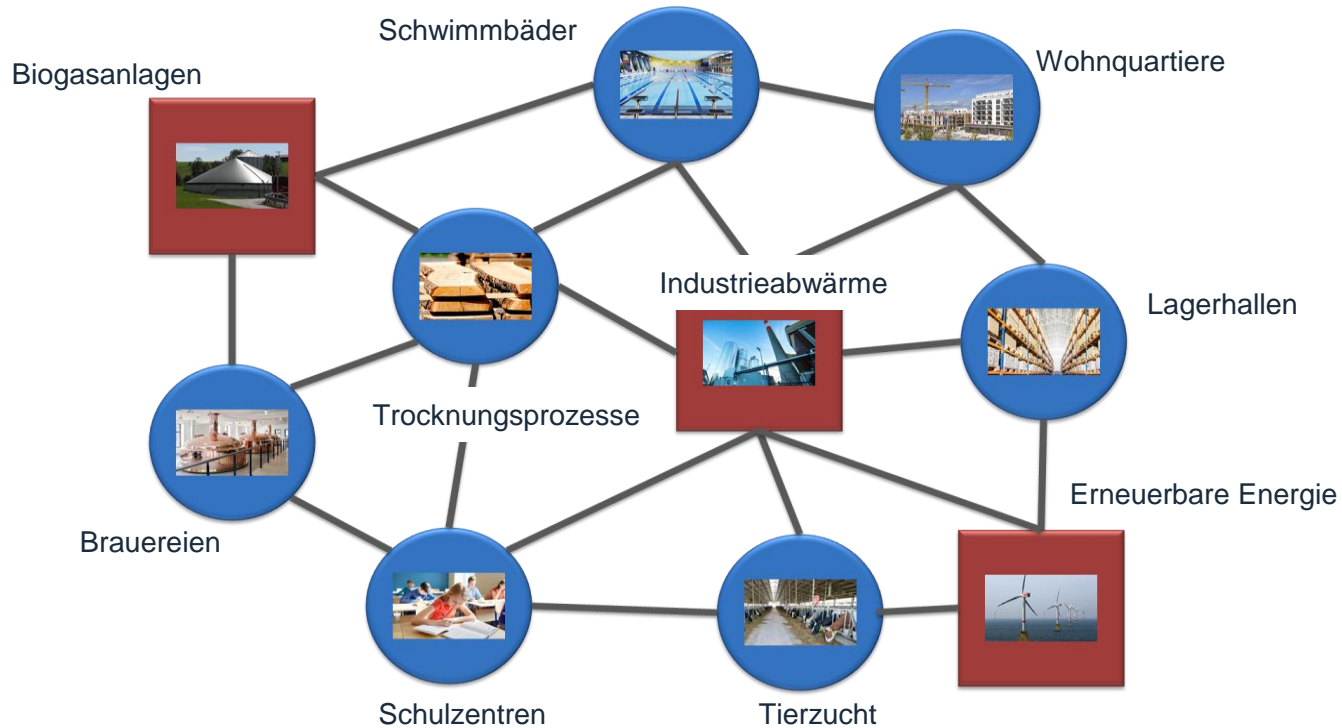 Schwimmbäder
Wohnquartiere
Biogasanlagen
Industrieabwärme
Lagerhallen
Trocknungsprozesse
Erneuerbare Energie
Brauereien
Schulzentren
Tierzucht